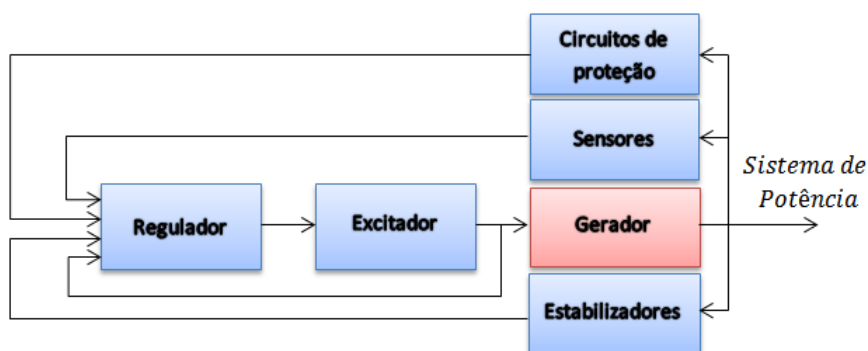 Circuitos de
proteção
Sensores
Sistema de
Potência
Regulador
Excitador
Gerador
Estabilizadores